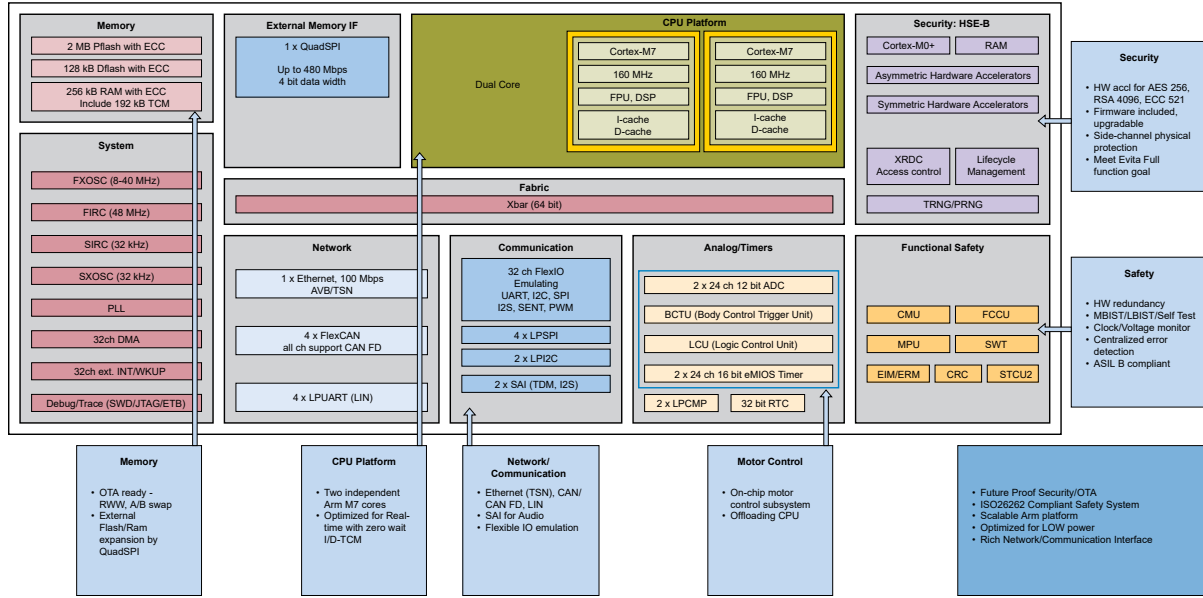 Memory
2 MB Pflash with ECC
128 kB Dflash with ECC
256 kB RAM with ECC
Include 192 kB TCM
System
FXOSC (8-40 MHz)
FIRC (48 MHz)
SIRC (32 kHz)
SXOSC (32 kHz)
PLL
32ch DMA
32ch ext. INT/WKUP
Debug/Trace (SWD/JTAG/ETB)
External Memory IF
1 x QuadSPI
Up to 480 Mbps
4 bit data width
CPU Platform
Dual Core
Cortex-M7
160 MHz
FPU, DSP
I-cache
D-cache
Cortex-M7
160 MHz
FPU, DSP
I-cache
D-cache
Fabric
Xbar (64 bit)
Network
1 x Ethernet, 100 Mbps
AVB/TSN
4 x FlexCAN
all ch support CAN FD
4 x LPUART (LIN)
Communication
32 ch FlexIO
Emulating
UART, I2C, SPI
I2S, SENT, PWM
4 x LPSPI
2 x LPI2C
2 x SAI (TDM, I2S)
Analog/Timers
2 x 24 ch 12 bit ADC
BCTU (Body Control Trigger Unit)
LCU (Logic Control Unit)
2 x 24 ch 16 bit eMIOS Timer
2 x LPCMP
32 bit RTC
Security: HSE-B
Cortex-M0+
RAM
Asymmetric Hardware Accelerators
Symmetric Hardware Accelerators
XRDC
Access control
Lifecycle
Management
TRNG/PRNG
Functional Safety
CMU
FCCU
MPU
SWT
EIM/ERM
CRC
STCU2
Security
• HW accl for AES 256,
RSA 4096, ECC 521
• Firmware included,
upgradable
• Side-channel physical
protection
• Meet Evita Full
function goal
Safety
• HW redundancy
• MBIST/LBIST/Self Test
• Clock/Voltage monitor
• Centralized error
detection
• ASIL B compliant
Memory
• OTA ready -
RWW, A/B swap
• External
Flash/Ram
expansion by
QuadSPI
CPU Platform
• Two independent
Arm M7 cores
• Optimized for Real-
time with zero wait
I/D-TCM
Network/
Communication
• Ethernet (TSN), CAN/
CAN FD, LIN
• SAI for Audio
• Flexible IO emulation
Motor Control
• On-chip motor
control subsystem
• Offloading CPU
• Future Proof Security/OTA
• ISO26262 Compliant Safety System
• Scalable Arm platform
• Optimized for LOW power
• Rich Network/Communication Interface